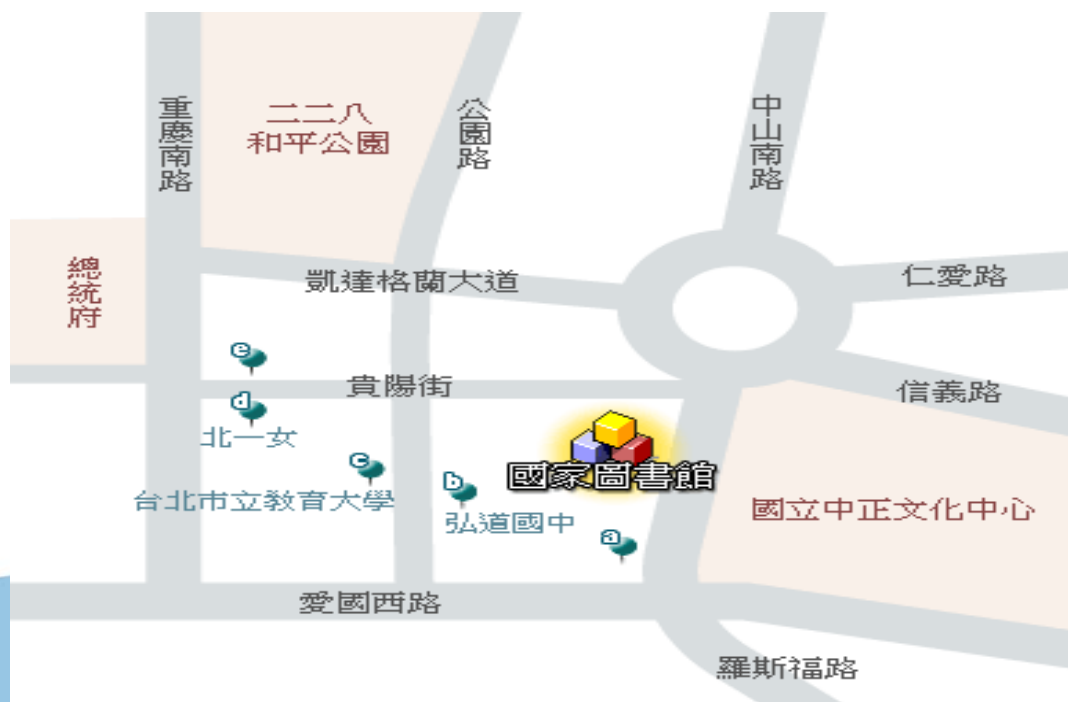 重慶南路
二二八
和平公園
公園路
中山南路
總統府
凱達格蘭大道
仁愛路
e
貴陽街
信義路
d
北一女
c
台北市立教育大學
b
弘道國中
國家圖書館
a
國立中正文化中心
愛國西路
羅斯福路